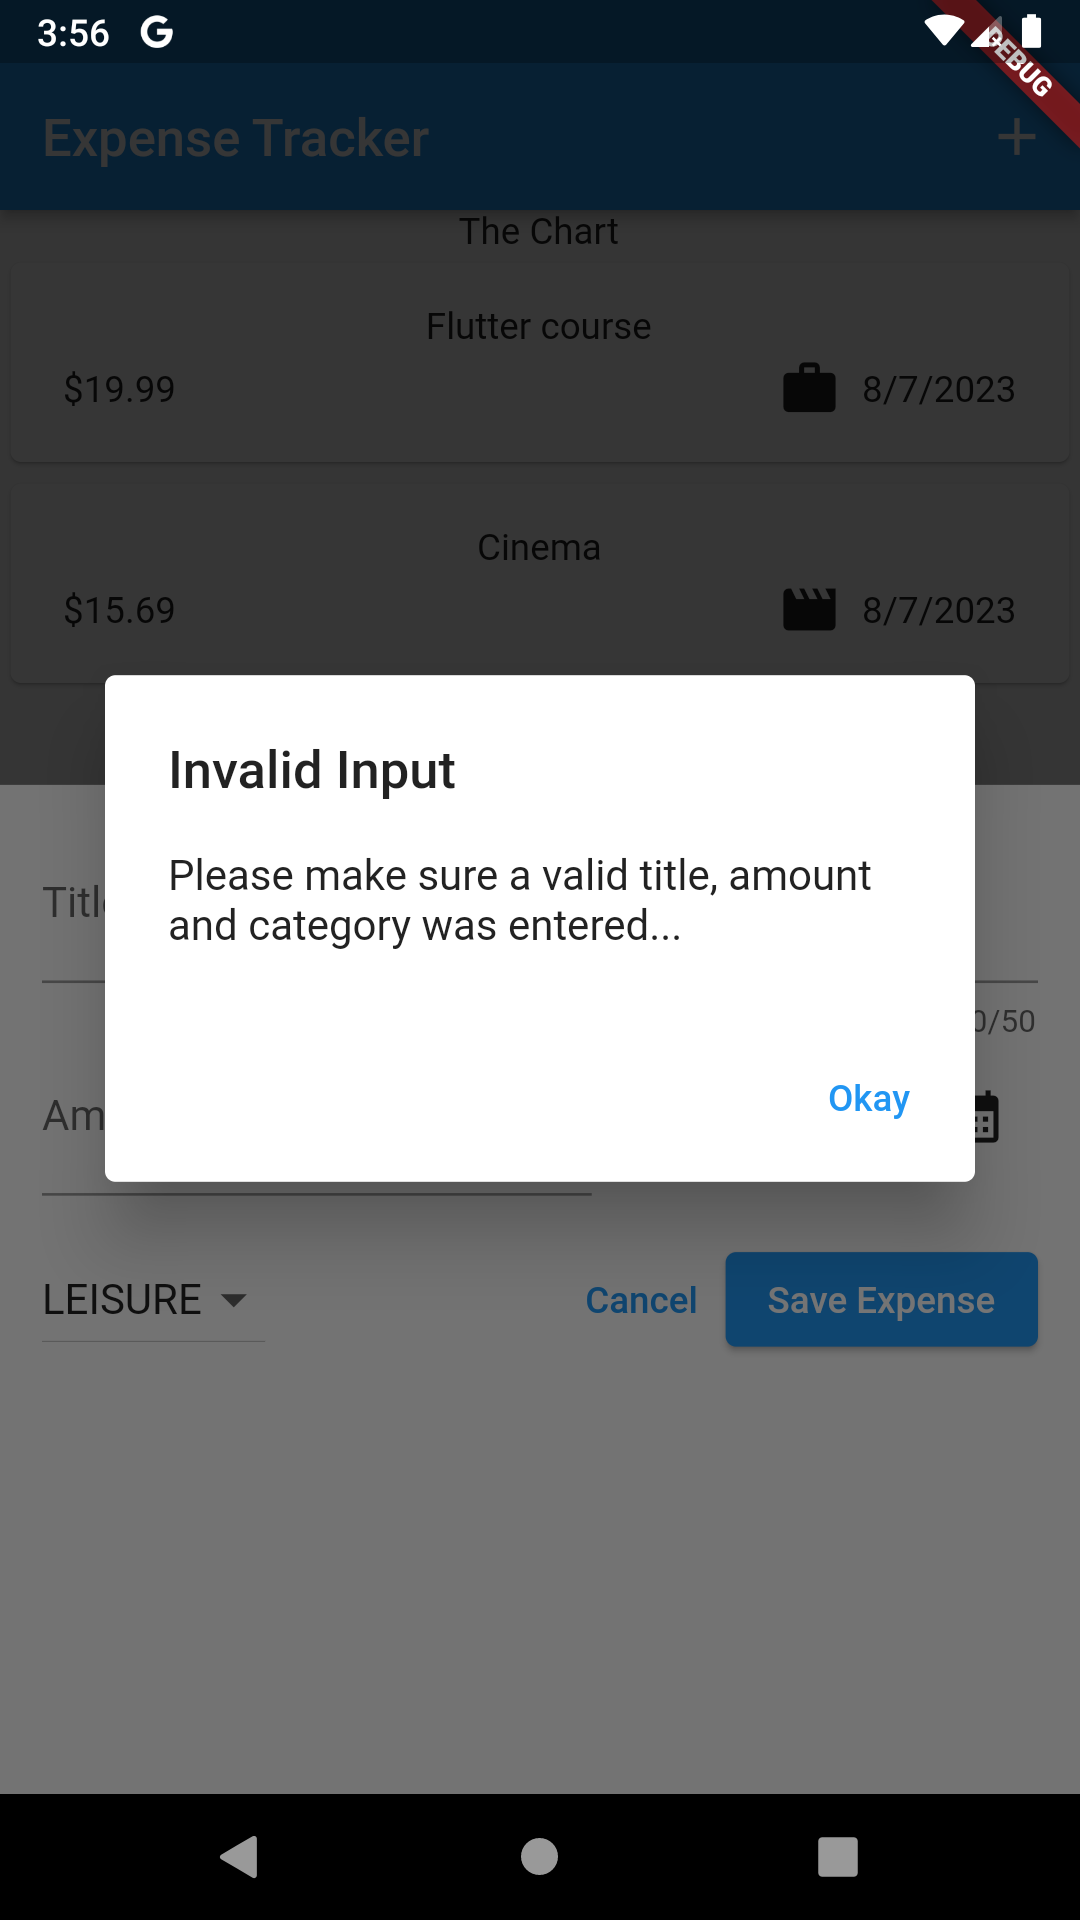 3:56
DEBUG
Expense Tracker
The Chart
Flutter course
$19.99
8/7/2023
Cinema
$15.69
8/7/2023
Invalid Input
Please make sure a valid title, amount
and category was entered...
0/50
Okay
LEISURE
Cancel
Save Expense